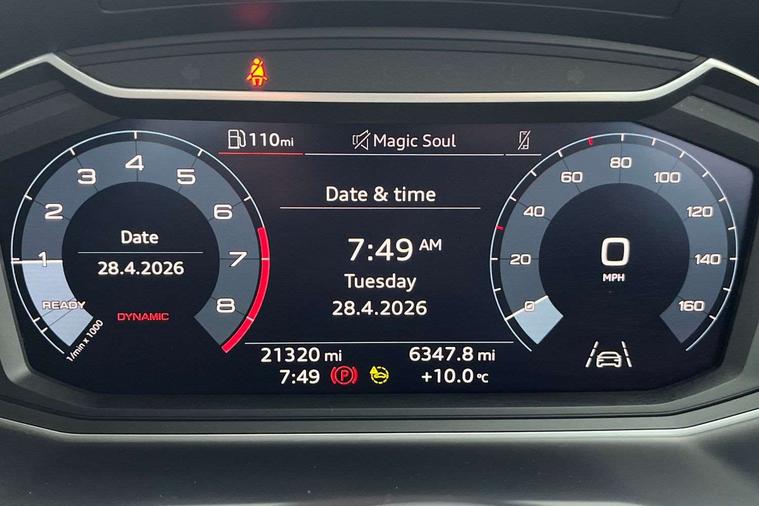 110mi
Magic Soul
Date & time
7:49 AM
Tuesday
28.4.2026
Date
28.4.2026
1 2 3 4 5 6 7 8
READY
DYNAMIC
1/min x 1000
0 20 40 60 80 100 120 140 160
0
MPH
21320 mi
6347.8 mi
7:49
P
+10.0 °C